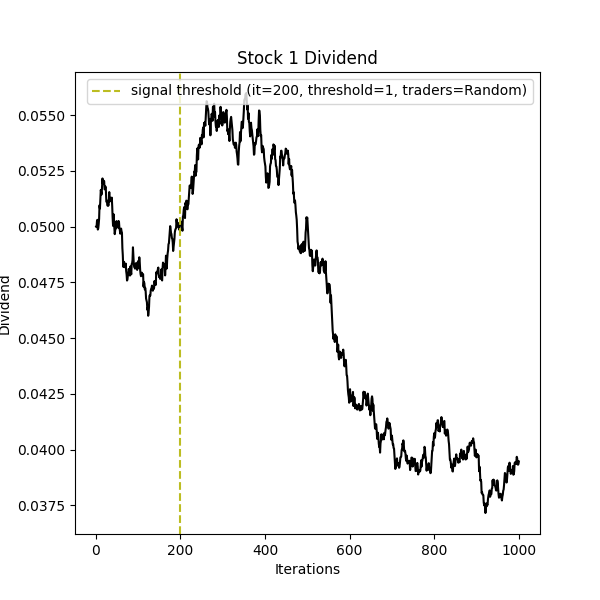 Stock 1 Dividend
signal threshold (it=200, threshold=1, traders=Random)
0.0550
0.0525
0.0500
0.0475
0.0450
0.0425
0.0400
0.0375
Dividend
0 200 400 600 800 1000
Iterations